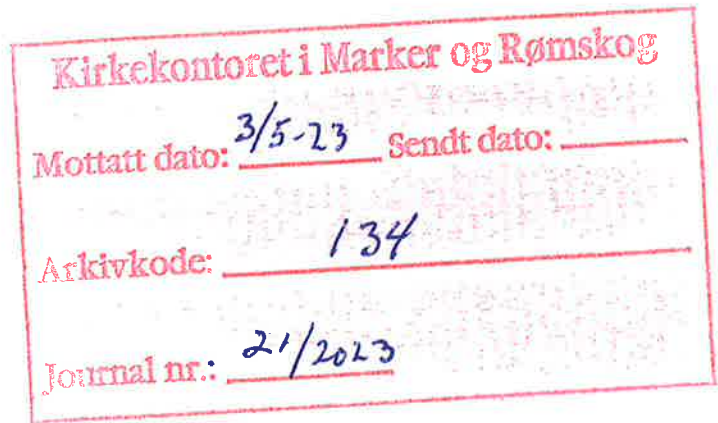 Kirkekontoret i Marker og Rømskog
Mottatt dato: 3/5-23 Sendt dato:
Arkivkode: 134
Journal nr.: 21/2023